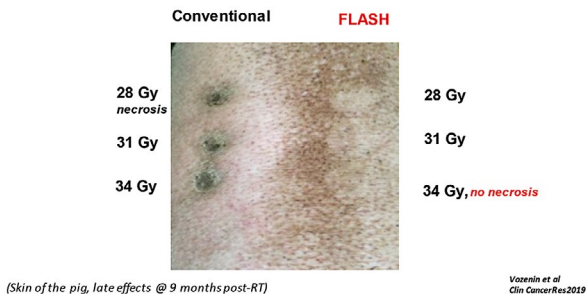 Conventional FLASH
28 Gy 28 Gy
necrosis
31 Gy 31 Gy
34 Gy 34 Gy, no necrosis
(Skin of the pig, late effects @ 9 months post-RT)
Vozenin et al
Clin CancerRes2019